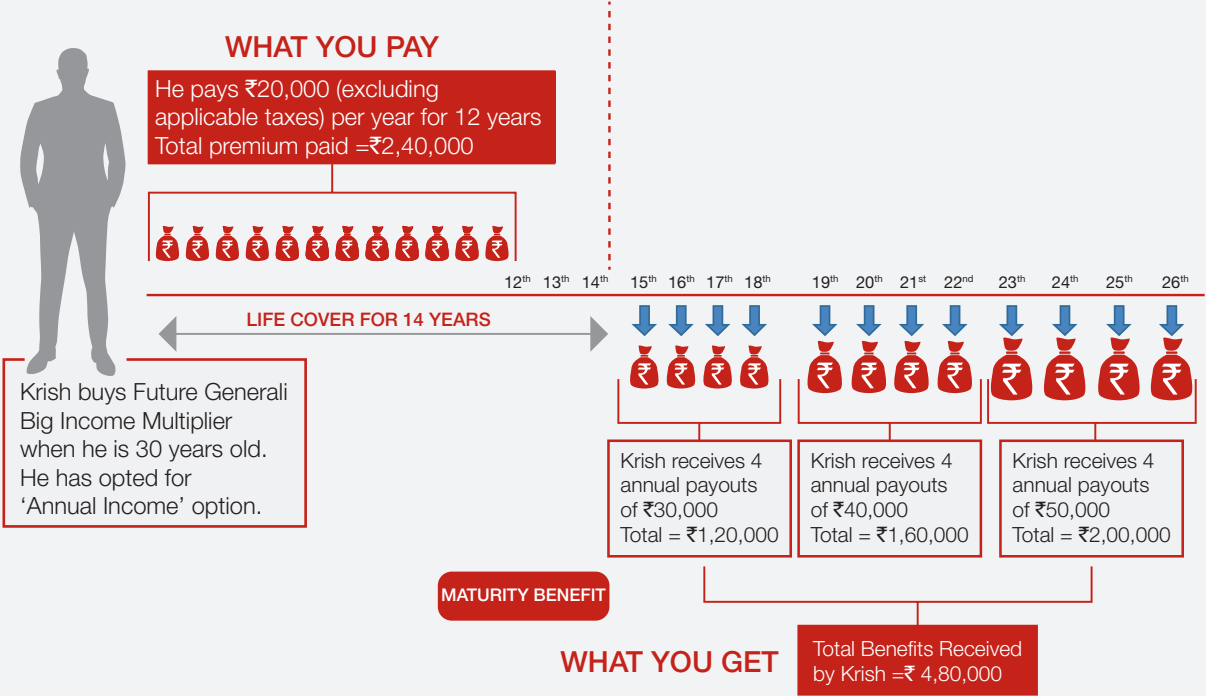 WHAT YOU PAY
He pays ₹20,000 (excluding
applicable taxes) per year for 12 years
Total premium paid =₹2,40,000
₹ ₹ ₹ ₹ ₹ ₹ ₹ ₹ ₹ ₹ ₹ ₹
12th 13th 14th 15th 16th 17th 18th 19th 20th 21st 22nd 23th 24th 25th 26th
LIFE COVER FOR 14 YEARS
₹ ₹ ₹ ₹ ₹ ₹ ₹ ₹ ₹ ₹ ₹ ₹
Krish buys Future Generali
Big Income Multiplier
when he is 30 years old.
He has opted for
‘Annual Income’ option.
Krish receives 4
annual payouts
of ₹30,000
Total = ₹1,20,000
Krish receives 4
annual payouts
of ₹40,000
Total = ₹1,60,000
Krish receives 4
annual payouts
of ₹50,000
Total = ₹2,00,000
MATURITY BENEFIT
WHAT YOU GET
Total Benefits Received
by Krish =₹ 4,80,000